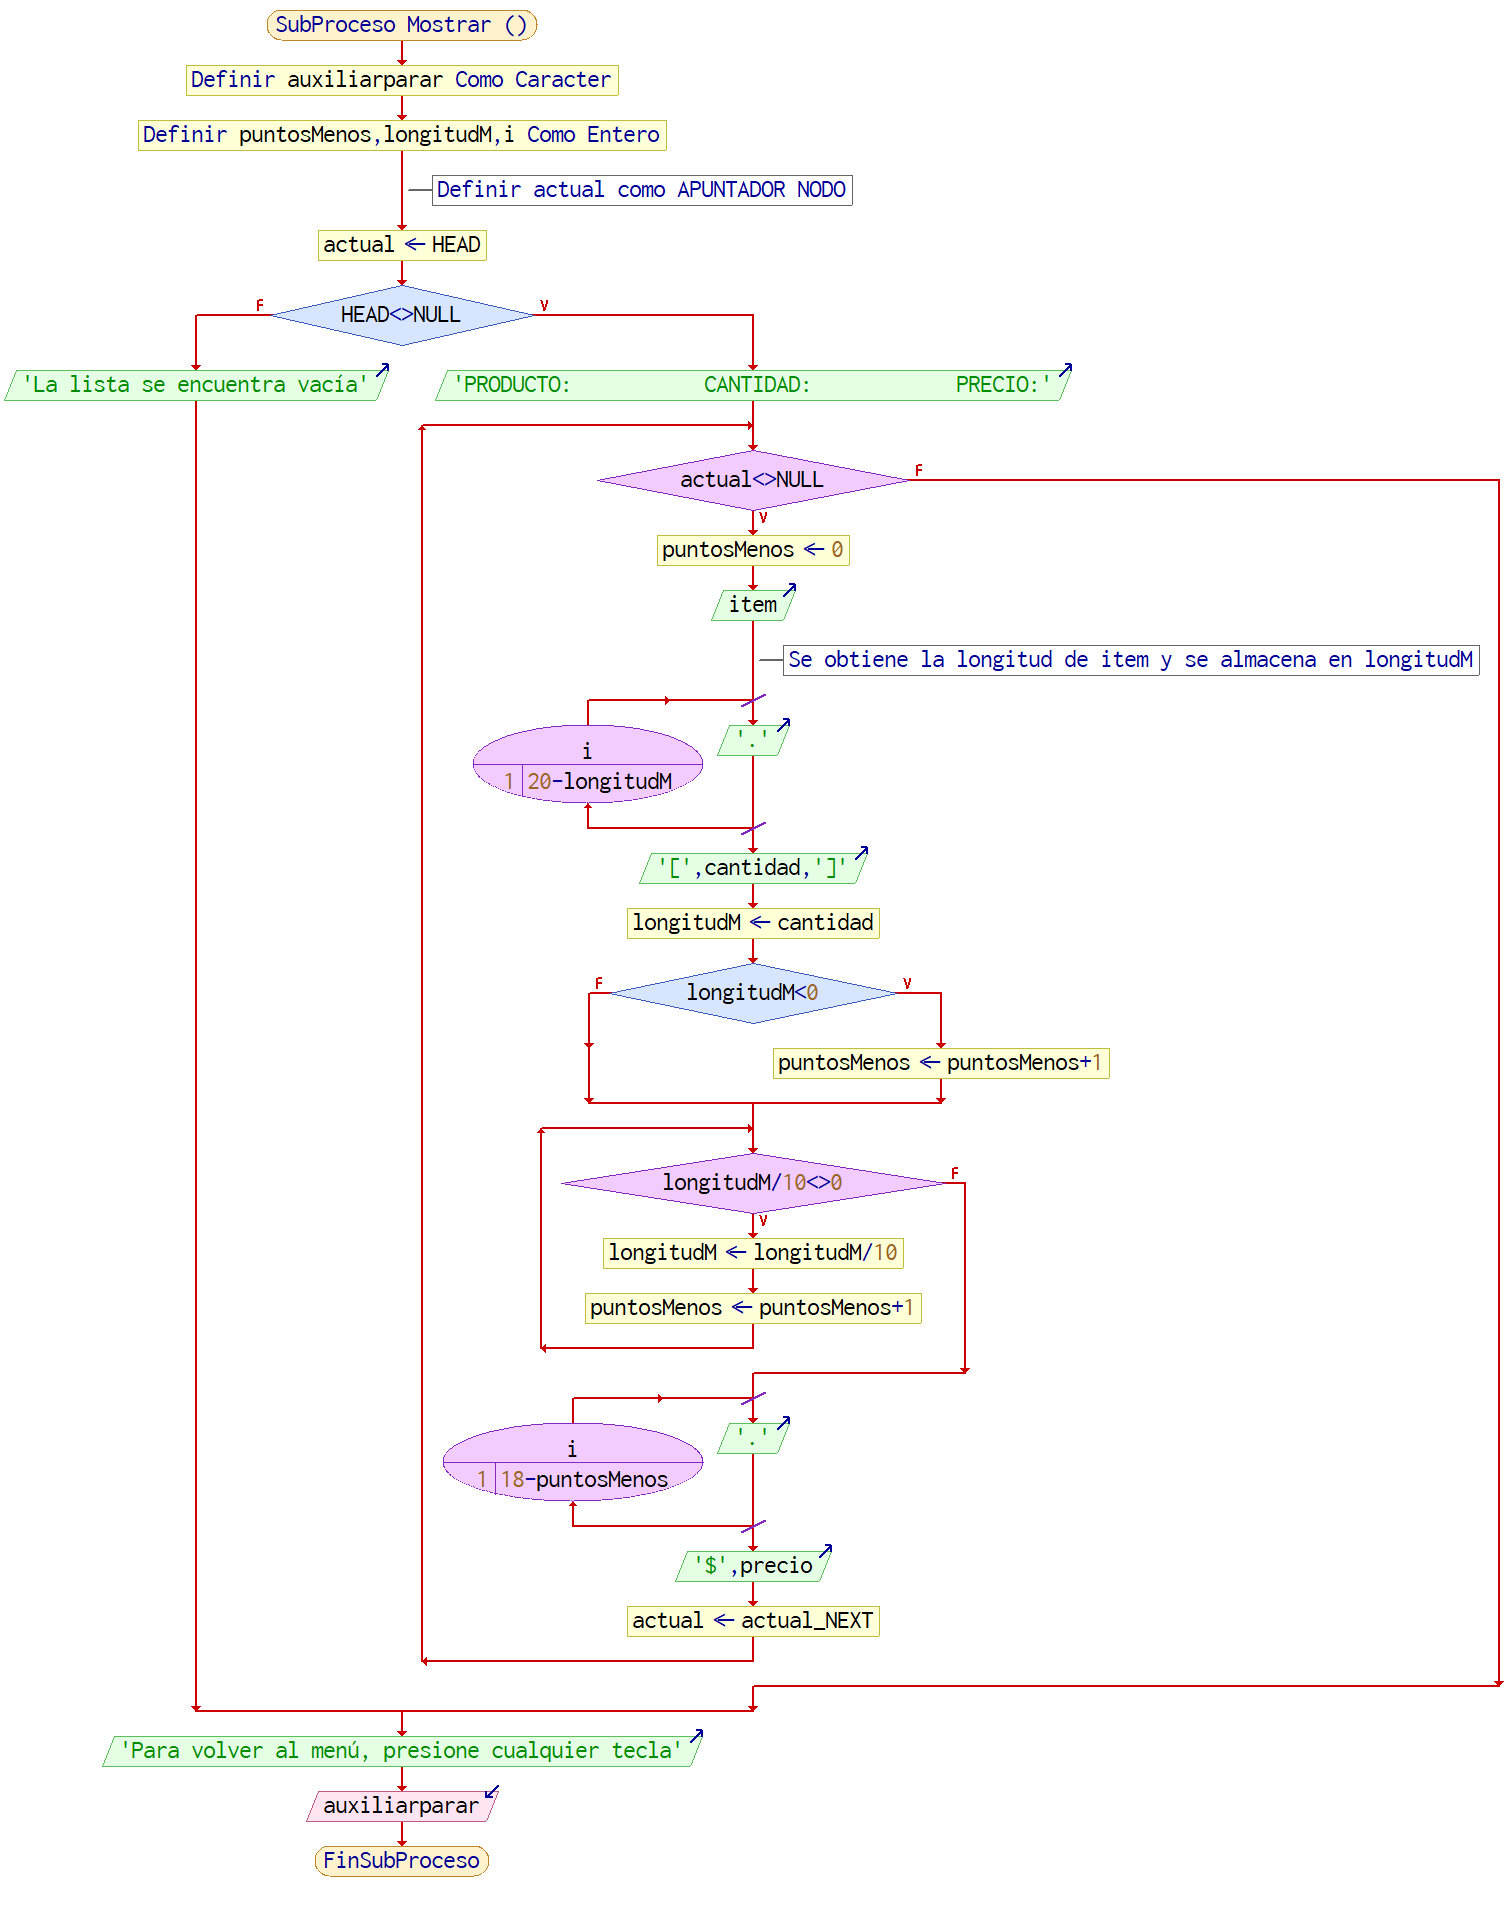 SubProceso Mostrar ()
Definir auxiliarparar Como Caracter
Definir puntosMenos,longitudM,i Como Entero
Definir actual como APUNTADOR NODO
actual ← HEAD
HEAD<>NULL
F
V
'La lista se encuentra vacía'
'PRODUCTO:           CANTIDAD:            PRECIO:'
actual<>NULL
F
V
puntosMenos ← 0
item
Se obtiene la longitud de item y se almacena en longitudM
'.'
i
1 20-longitudM
'[',cantidad,']'
longitudM ← cantidad
longitudM<0
F
V
puntosMenos ← puntosMenos+1
longitudM/10<>0
F
V
longitudM ← longitudM/10
puntosMenos ← puntosMenos+1
'.'
i
1 18-puntosMenos
'$',precio
actual ← actual_NEXT
'Para volver al menú, presione cualquier tecla'
auxiliarparar
FinSubProceso